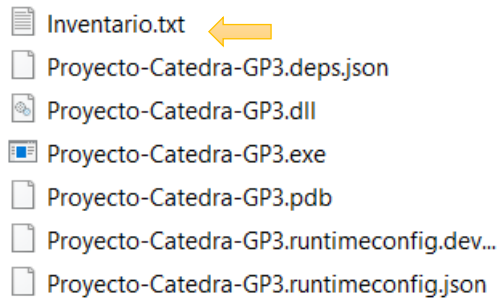 Inventario.txt
Proyecto-Catedra-GP3.deps.json
Proyecto-Catedra-GP3.dll
Proyecto-Catedra-GP3.exe
Proyecto-Catedra-GP3.pdb
Proyecto-Catedra-GP3.runtimeconfig.dev...
Proyecto-Catedra-GP3.runtimeconfig.json